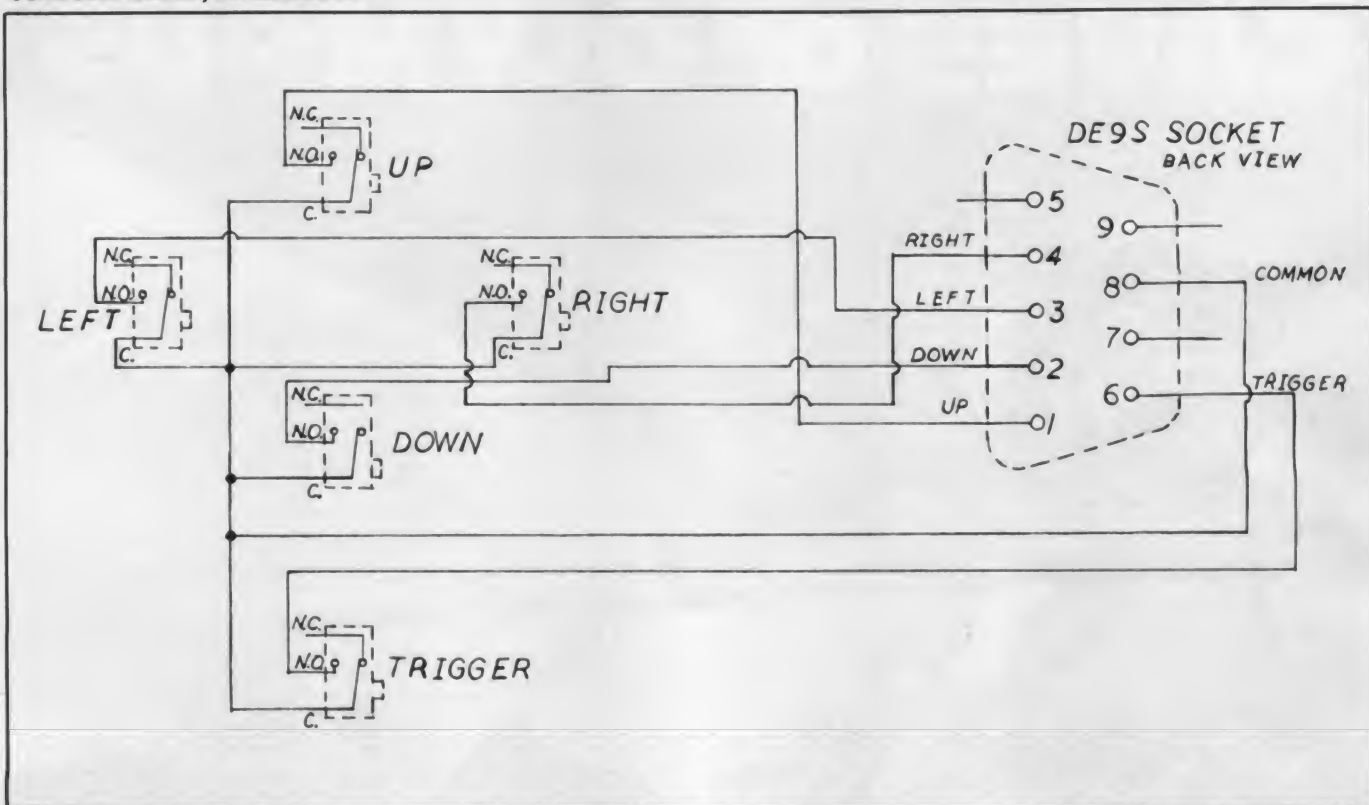 N.C.
N.O.
UP
C.
N.C.
N.O.
LEFT
C.
N.C.
N.O.
RIGHT
C.
N.C.
N.O.
DOWN
C.
N.C.
N.O.
TRIGGER
C.
DE9S SOCKET
BACK VIEW
5
9
RIGHT
4
8
COMMON
LEFT
3
7
DOWN
2
6
TRIGGER
UP
1